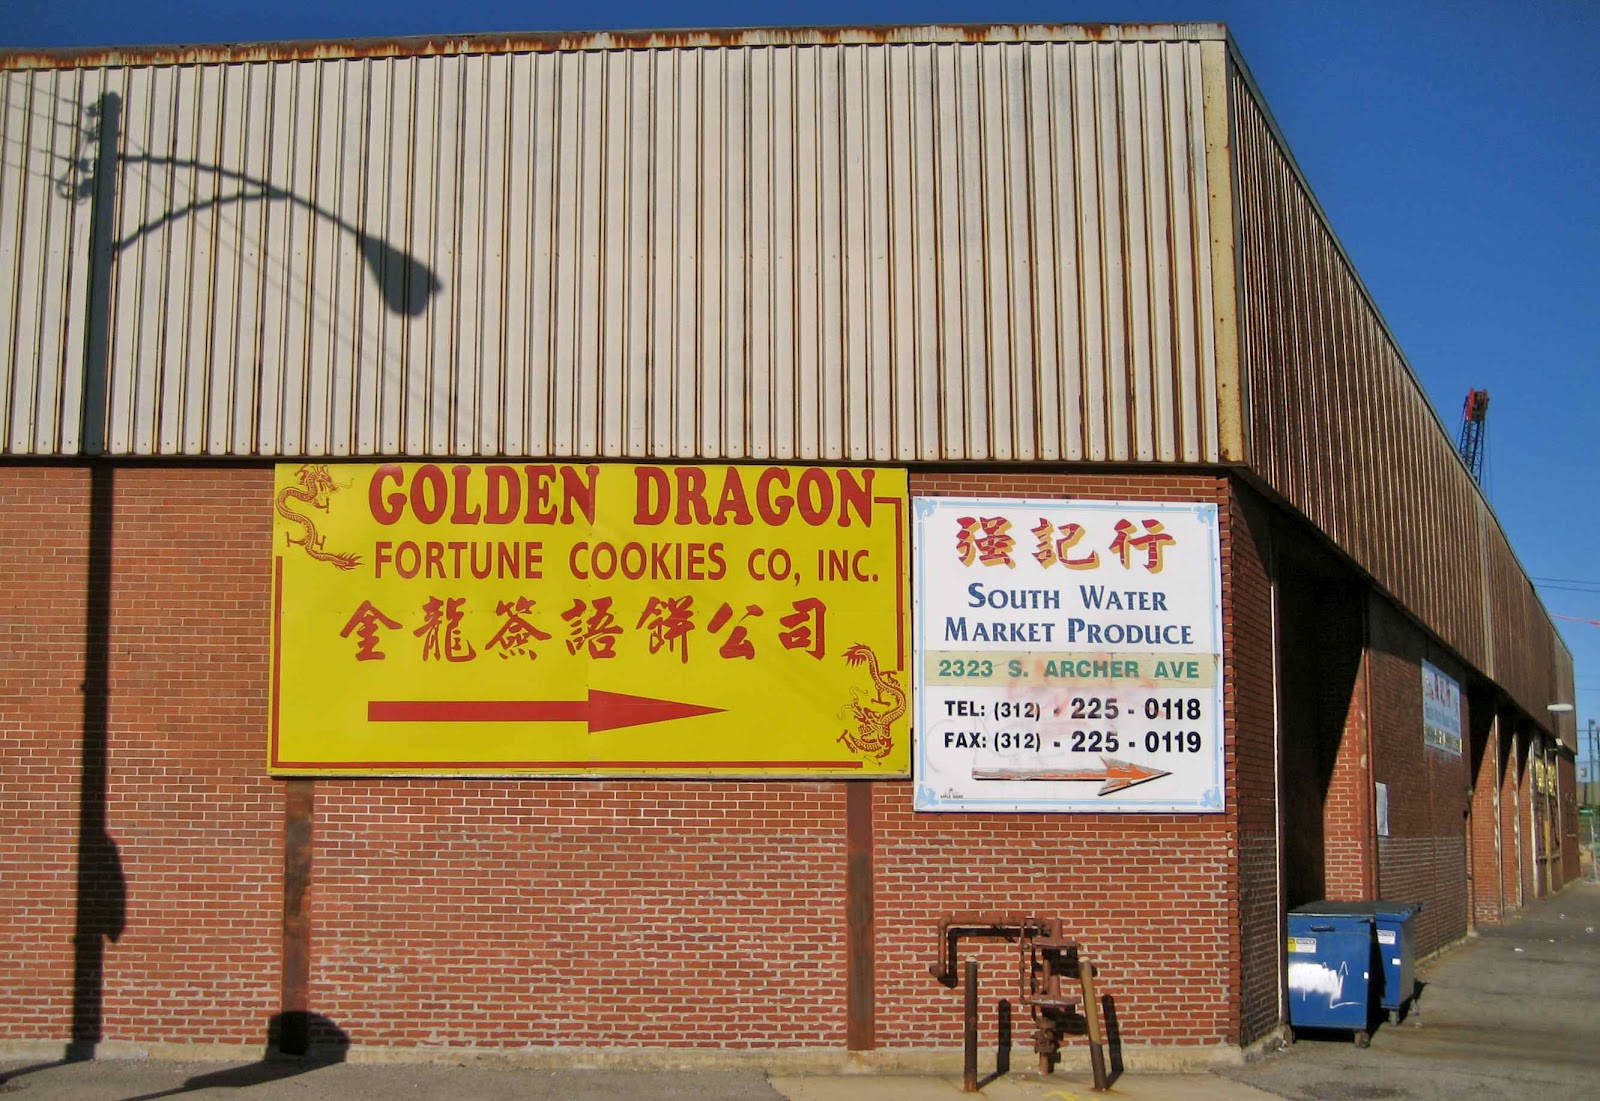 GOLDEN DRAGON
FORTUNE COOKIES CO, INC.
金龍簽語餅公司
强記行
SOUTH WATER
MARKET PRODUCE
2323 S. ARCHER AVE
TEL: (312) - 225 - 0118
FAX: (312) - 225 - 0119